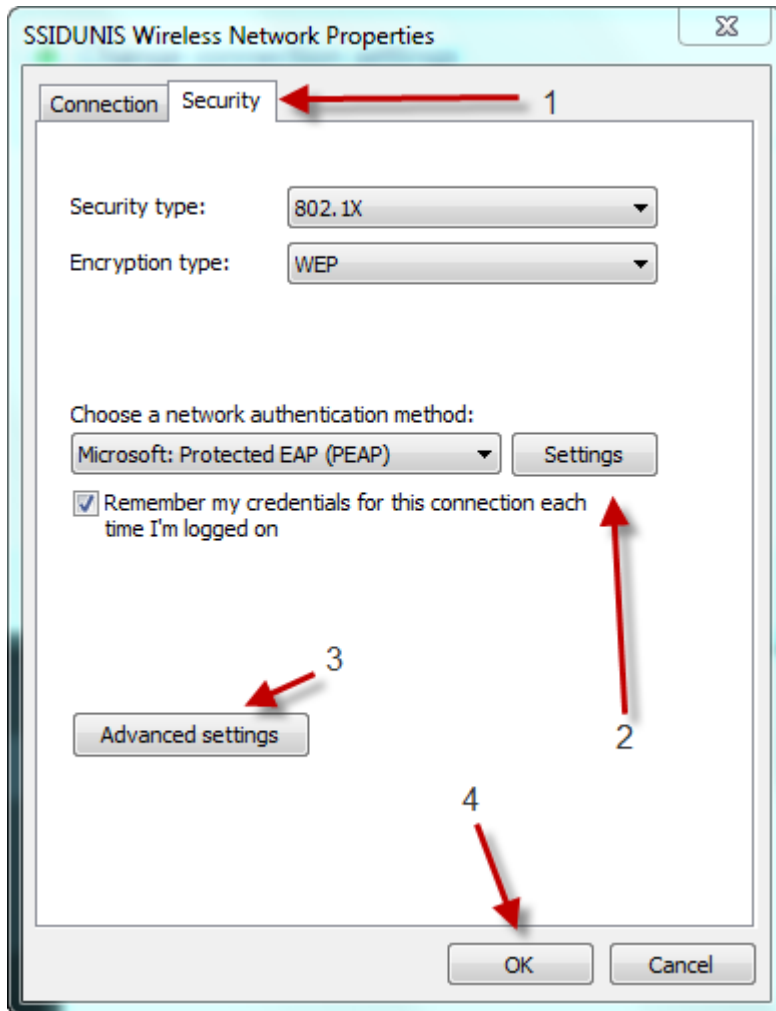 SSIDUNIS Wireless Network Properties
Connection
Security
1
Security type:
802.1X
Encryption type:
WEP
Choose a network authentication method:
Microsoft: Protected EAP (PEAP)
Settings
Remember my credentials for this connection each
time I'm logged on
3
Advanced settings
2
4
OK
Cancel